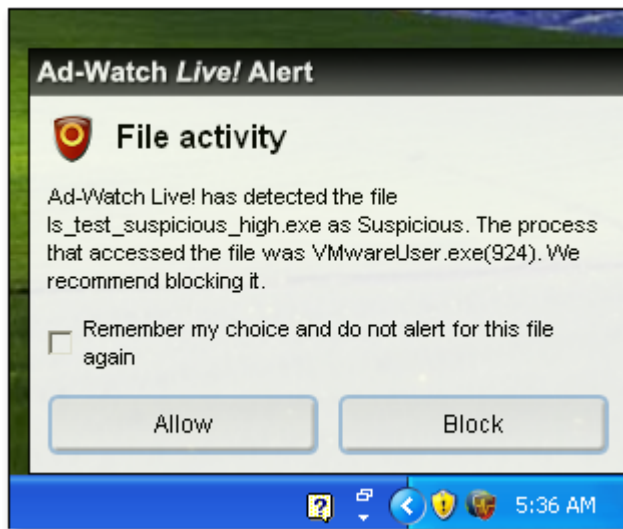 Ad-Watch Live! Alert
File activity
Ad-Watch Live! has detected the file
ls_test_suspicious_high.exe as Suspicious. The process
that accessed the file was VMwareUser.exe(924). We
recommend blocking it.
Remember my choice and do not alert for this file
again
Allow
Block
5:36 AM